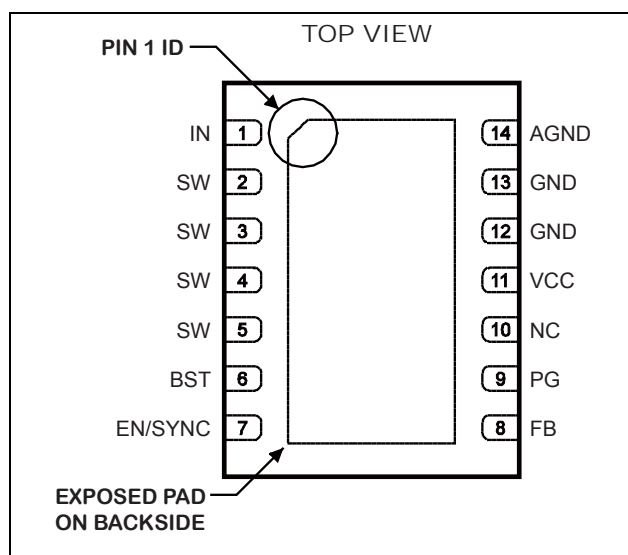 TOP VIEW
PIN 1 ID
IN 1 14 AGND
SW 2 13 GND
SW 3 12 GND
SW 4 11 VCC
SW 5 10 NC
BST 6 9 PG
EN/SYNC 7 8 FB
EXPOSED PAD
ON BACKSIDE